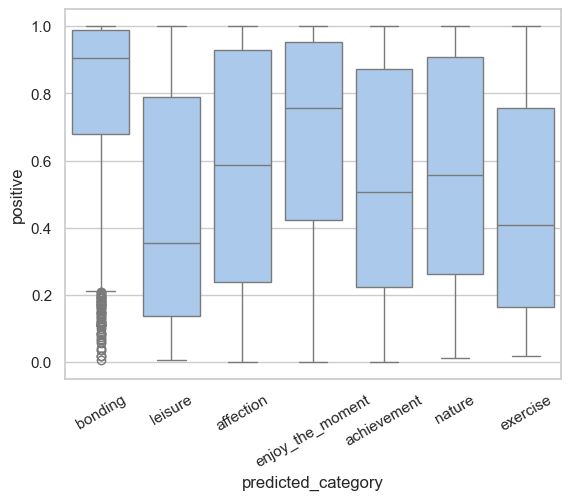 1.0
0.8
0.6
0.4
0.2
0.0
positive
bonding
leisure
affection
enjoy_the_moment
achievement
nature
exercise
predicted_category